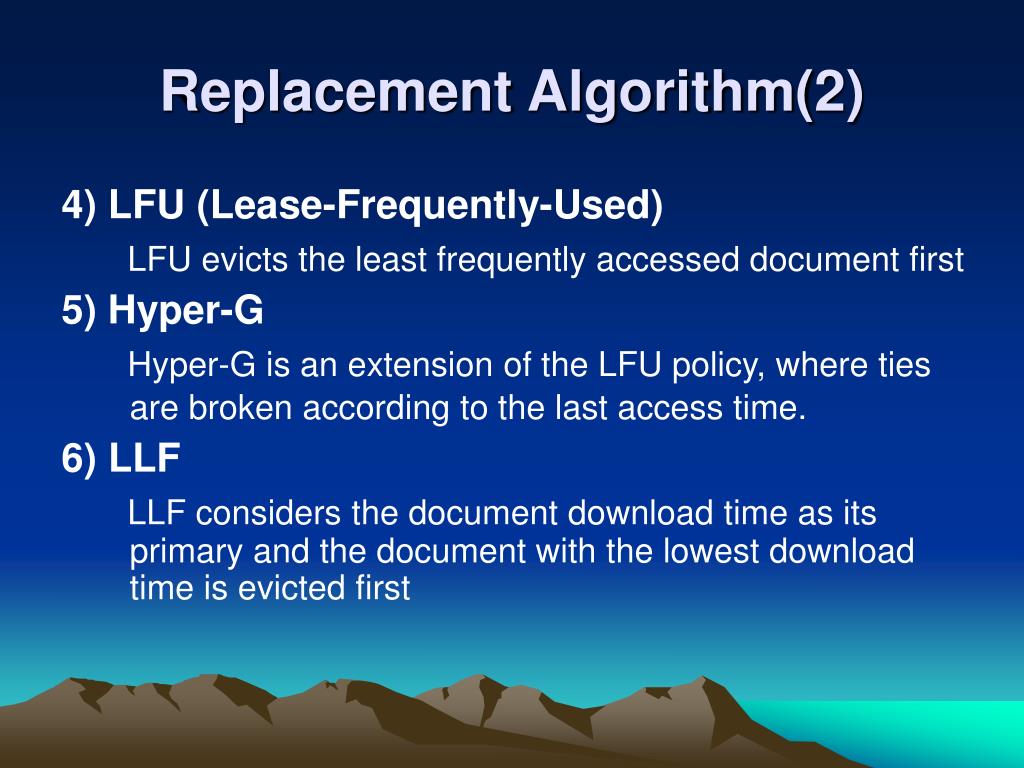 Replacement Algorithm(2)
4) LFU (Lease-Frequently-Used)
LFU evicts the least frequently accessed document first
5) Hyper-G
Hyper-G is an extension of the LFU policy, where ties
are broken according to the last access time.
6) LLF
LLF considers the document download time as its
primary and the document with the lowest download
time is evicted first